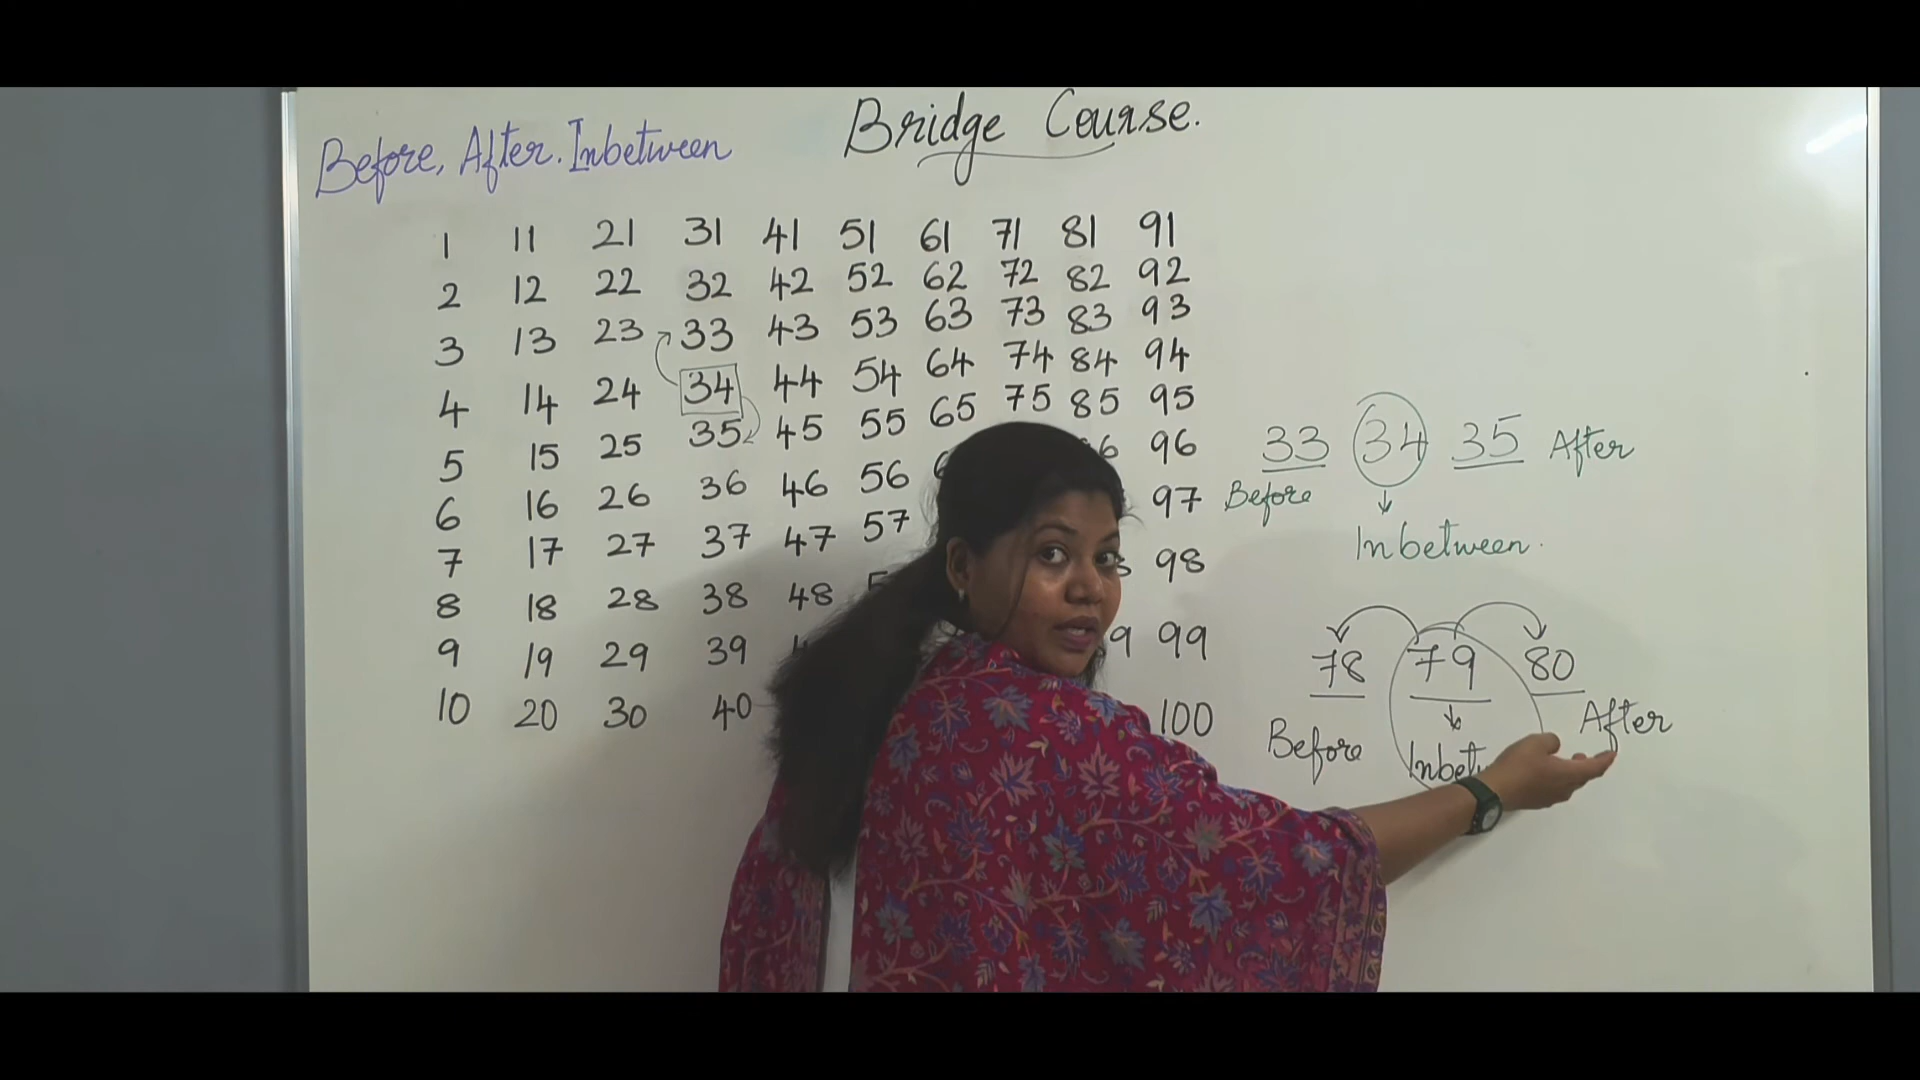 Bridge Course.
Before, After. Inbetween
1 11 21 31 41 51 61 71 81 91
2 12 22 32 42 52 62 72 82 92
3 13 23 33 43 53 63 73 83 93
4 14 24 34 44 54 64 74 84 94
5 15 25 35 45 55 65 75 85 95
6 16 26 36 46 56 96
7 17 27 37 47 57 97
8 18 28 38 48 98
9 19 29 39 99
10 20 30 40 100
33 34 35 After
Before
Inbetween.
78 79 80
Before After